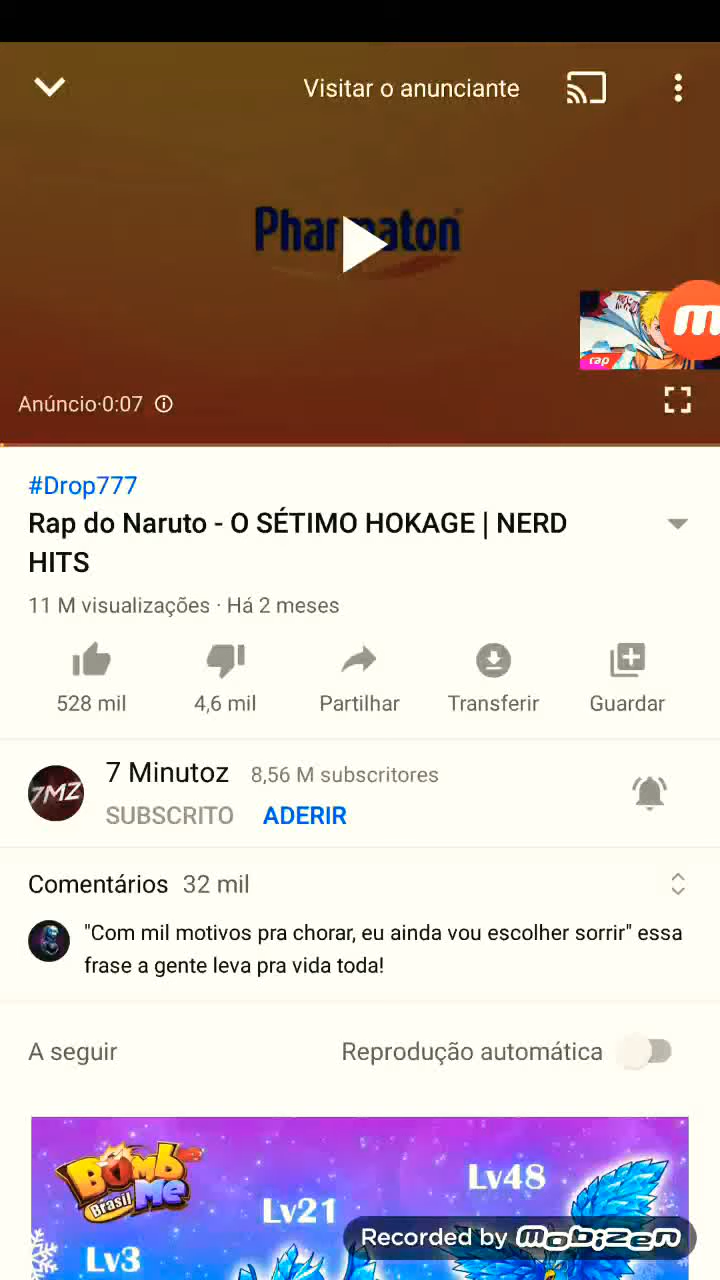 Visitar o anunciante
Pharmaton
rap
Anúncio·0:07
#Drop777
Rap do Naruto - O SÉTIMO HOKAGE | NERD
HITS
11 M visualizações · Há 2 meses
528 mil
4,6 mil
Partilhar
Transferir
Guardar
7MZ
7 Minutoz 8,56 M subscritores
SUBSCRITO ADERIR
Comentários 32 mil
"Com mil motivos pra chorar, eu ainda vou escolher sorrir" essa
frase a gente leva pra vida toda!
A seguir Reprodução automática
Bomb
Me
Brasil
Lv48
Lv21
Lv3
Recorded by mobizen